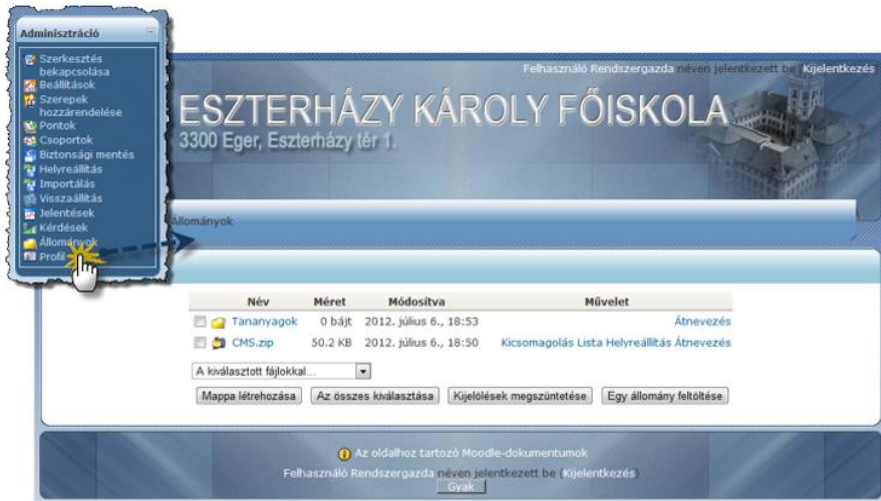 Adminisztráció
Szerkesztés
bekapcsolása
Beállítások
Szerepek
hozzárendelése
Pontok
Csoportok
Biztonsági mentés
Helyreállítás
Importálás
Visszaállítás
Jelentések
Kérdések
Állományok
Profil
Felhasználó Rendszergazda néven jelentkezett be (Kijelentkezés
ESZTERHÁZY KÁROLY FŐISKOLA
3300 Eger, Eszterházy tér 1.
Állományok
Név Méret Módosítva Művelet
Tananyagok 0 bájt 2012. július 6., 18:53 Átnevezés
CMS.zip 50.2 KB 2012. július 6., 18:50 Kicsomagolás Lista Helyreállítás Átnevezés
A kiválasztott fájlokkal...
Mappa létrehozása Az összes kiválasztása Kijelölések megszüntetése Egy állomány feltöltése
Az oldalhoz tartozó Moodle-dokumentumok
Felhasználó Rendszergazda néven jelentkezett be (Kijelentkezés)
Gyak